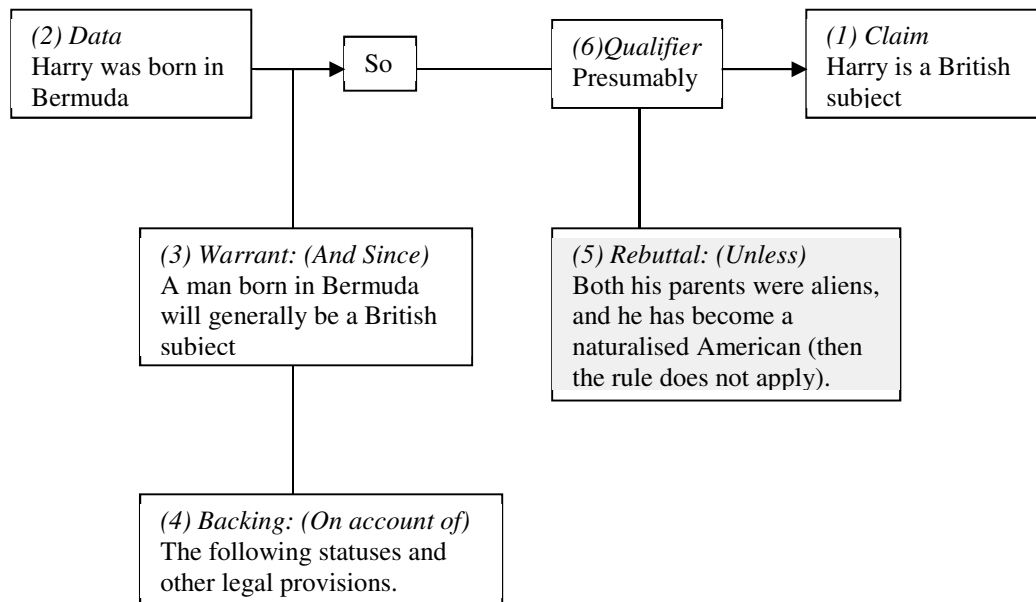 (2) Data
Harry was born in
Bermuda
So
(6)Qualifier
Presumably
(1) Claim
Harry is a British
subject
(3) Warrant: (And Since)
A man born in Bermuda
will generally be a British
subject
(5) Rebuttal: (Unless)
Both his parents were aliens,
and he has become a
naturalised American (then
the rule does not apply).
(4) Backing: (On account of)
The following statuses and
other legal provisions.